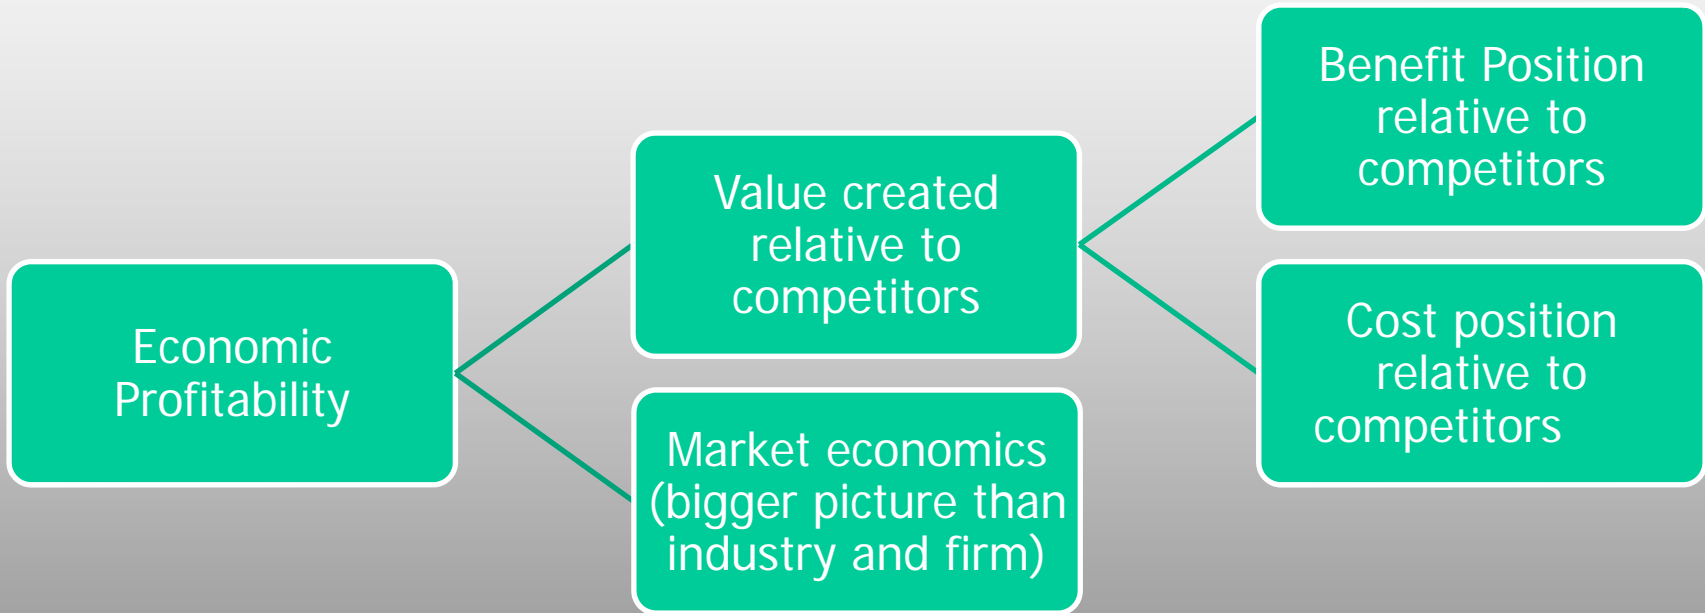 Economic
Profitability
Value created
relative to
competitors
Market economics
(bigger picture than
industry and firm)
Benefit Position
relative to
competitors
Cost position
relative to
competitors